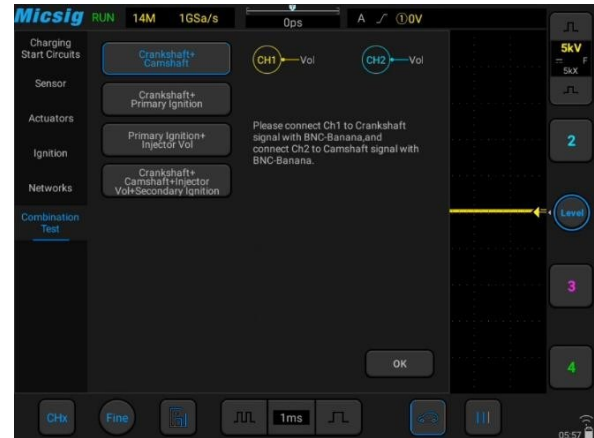 Micsig RUN 14M 1GSa/s 0ps A ①0V
Charging
Start Circuits
Sensor
Actuators
Ignition
Networks
Combination
Test
Crankshaft+
Camshaft
Crankshaft+
Primary Ignition
Primary Ignition+
Injector Vol
Crankshaft+
Camshaft+Injector
Vol+Secondary Ignition
CH1 Vol CH2 Vol
Please connect Ch1 to Crankshaft
signal with BNC-Banana,and
connect Ch2 to Camshaft signal with
BNC-Banana.
OK
5kV
F
5kX
2
Level
3
4
CHx Fine 1ms
05:57